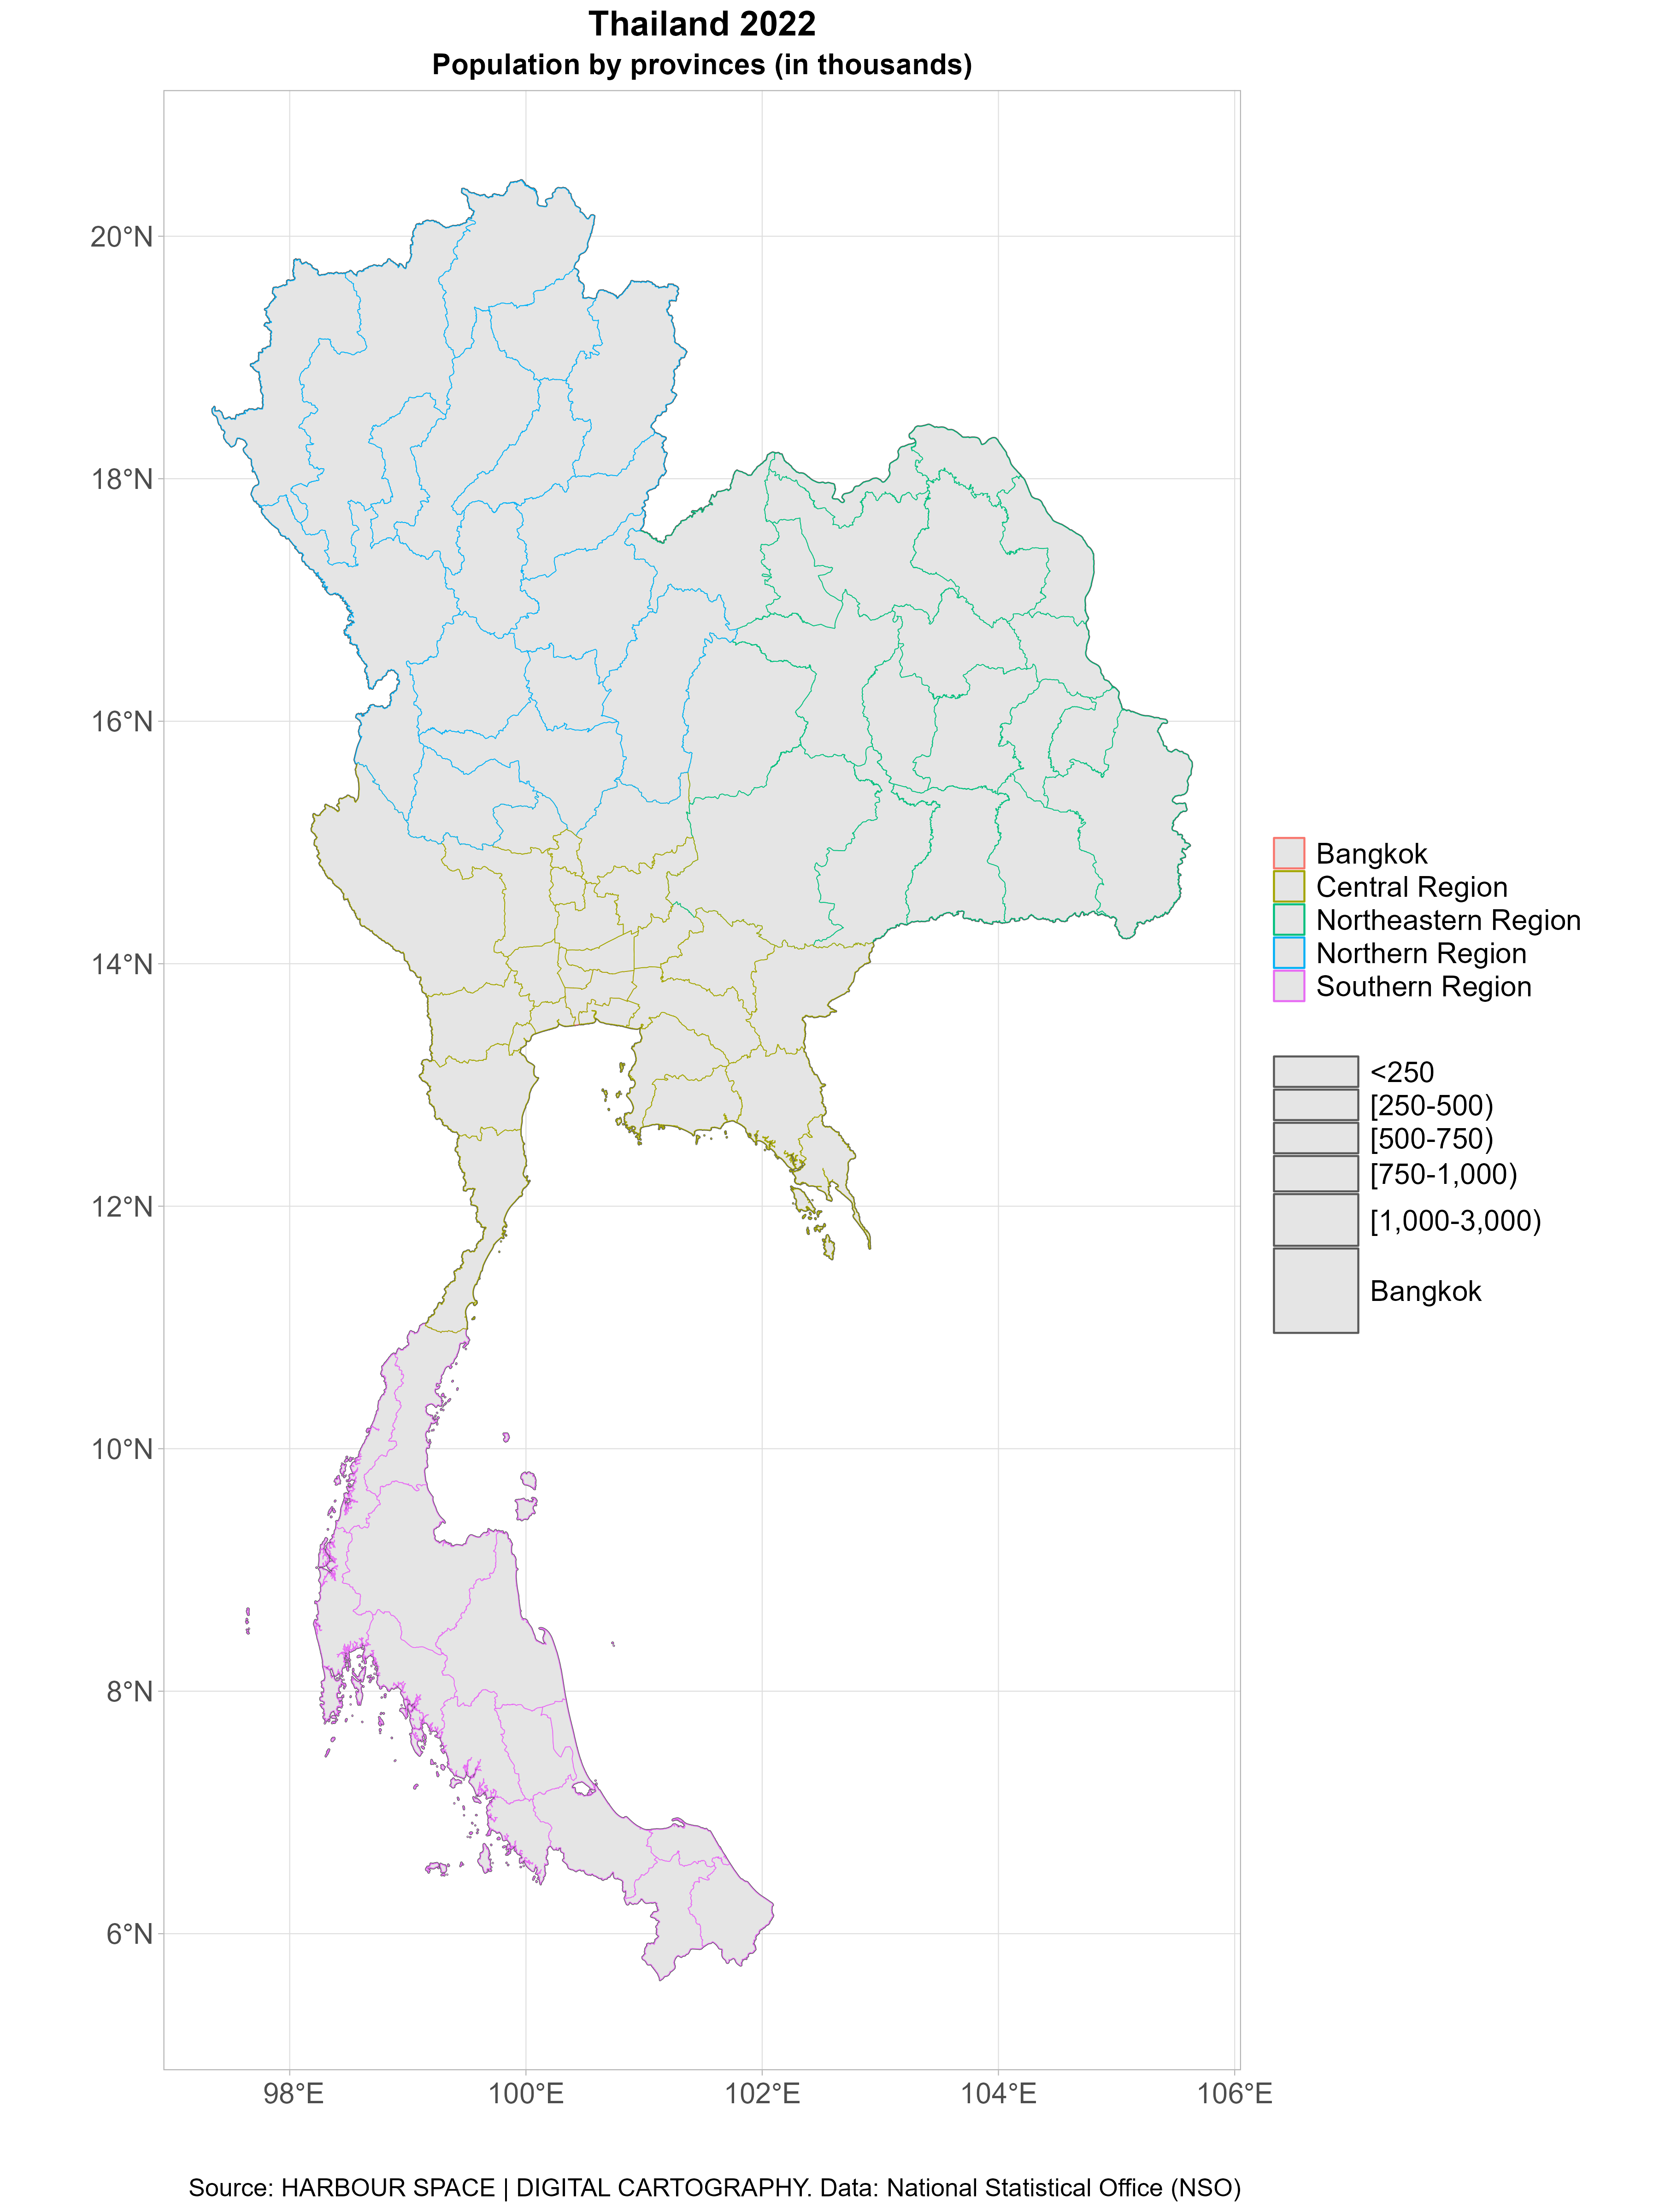 Thailand 2022
Population by provinces (in thousands)
20°N
18°N
16°N
14°N
12°N
10°N
8°N
6°N
98°E
100°E
102°E
104°E
106°E
Bangkok
Central Region
Northeastern Region
Northern Region
Southern Region
<250
[250-500)
[500-750)
[750-1,000)
[1,000-3,000)
Bangkok
Source: HARBOUR SPACE | DIGITAL CARTOGRAPHY. Data: National Statistical Office (NSO)